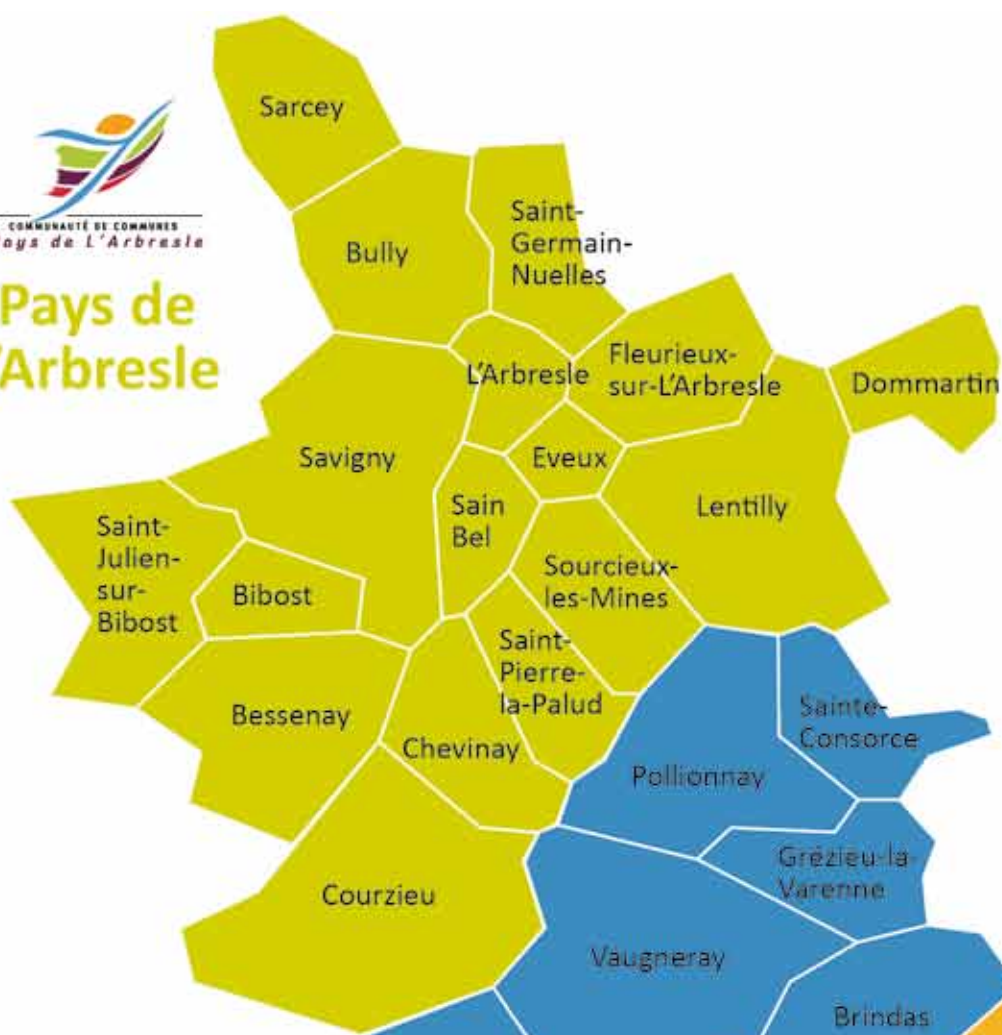 Sarcey
COMMUNAUTÉ DE COMMUNES
Pays de L'Arbresle
Pays de
L'Arbresle
Bully
Saint-
Germain-
Nuelles
L'Arbresle
Fleurieux-
sur-L'Arbresle
Dommartin
Savigny
Eveux
Lentilly
Sain
Bel
Saint-
Julien-
sur-
Bibost
Bibost
Sourcieux-
les-Mines
Saint-
Pierre-
la-Palud
Bessenay
Chevinay
Sainte-
Consorce
Pollionnay
Grézieu-la-
Varenne
Courzieu
Vaugneray
Brindas